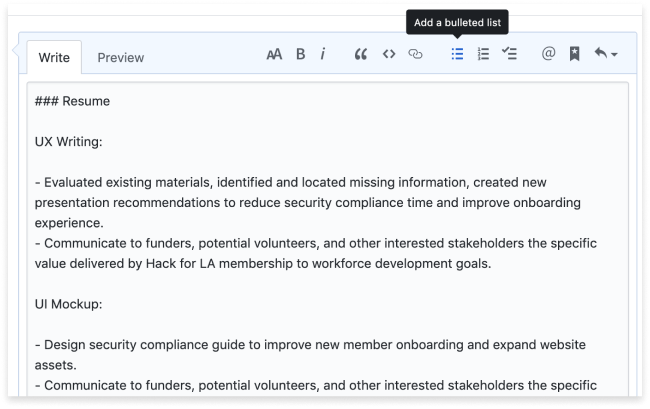 Add a bulleted list
Write Preview AA B i @
### Resume
UX Writing:
- Evaluated existing materials, identified and located missing information, created new
presentation recommendations to reduce security compliance time and improve onboarding
experience.
- Communicate to funders, potential volunteers, and other interested stakeholders the specific
value delivered by Hack for LA membership to workforce development goals.
UI Mockup:
- Design security compliance guide to improve new member onboarding and expand website
assets.
- Communicate to funders, potential volunteers, and other interested stakeholders the specific